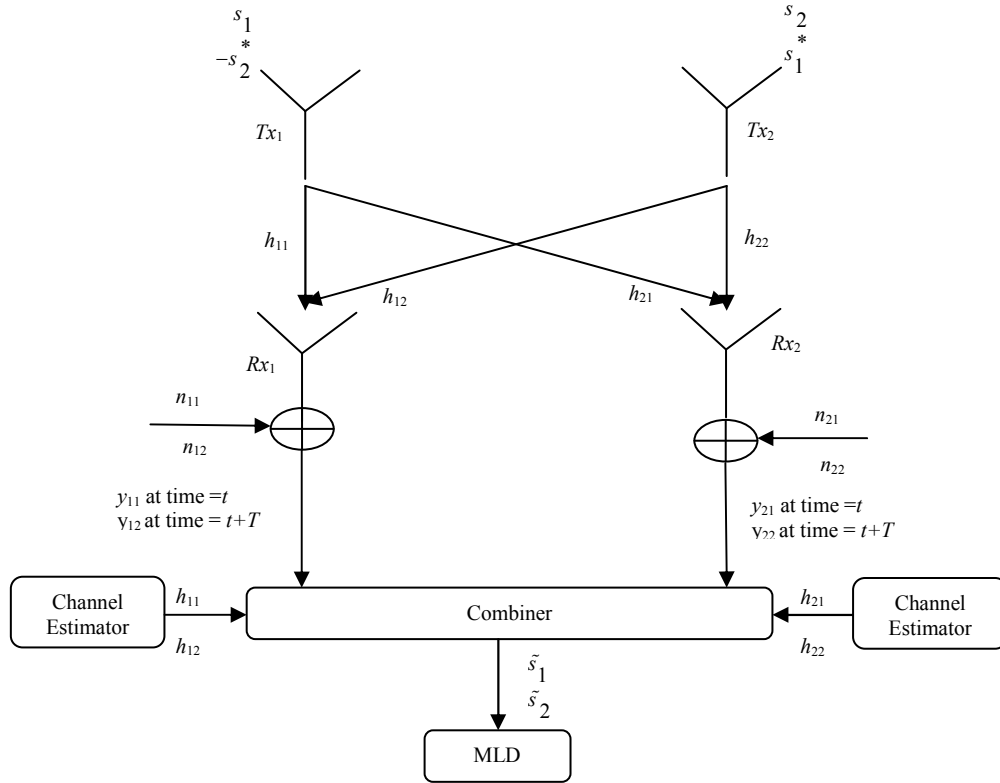 s₁
−s₂*
s₂
s₁*
Tx₁
Tx₂
h₁₁
h₂₂
h₁₂
h₂₁
Rx₁
Rx₂
n₁₁
n₁₂
n₂₁
n₂₂
y₁₁ at time =t
y₁₂ at time = t+T
y₂₁ at time =t
y₂₂ at time = t+T
Channel
Estimator
h₁₁
h₁₂
Combiner
h₂₁
h₂₂
Channel
Estimator
s̃₁
s̃₂
MLD